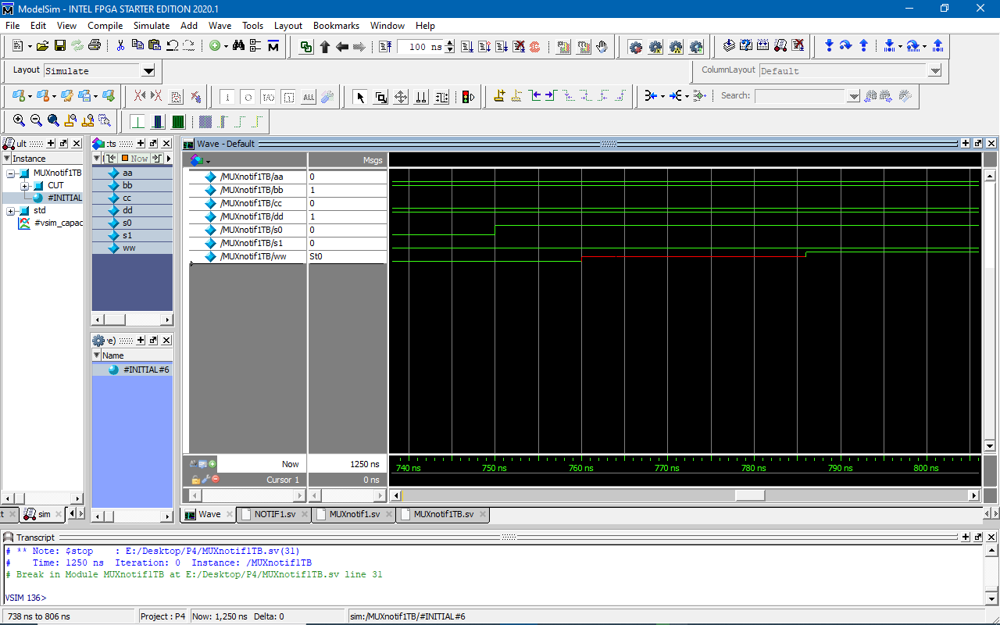 ModelSim - INTEL FPGA STARTER EDITION 2020.1
File Edit View Compile Simulate Add Wave Tools Layout Bookmarks Window Help
100 ns
Layout Simulate
ColumnLayout Default
Search:
ult
Instance
MUXnotif1TB
CUT
#INITIAL
std
#vsim_capac
:ts
Now
aa
bb
cc
dd
s0
s1
ww
Name
#INITIAL#6
sim
Wave - Default
Msgs
/MUXnotif1TB/aa 0
/MUXnotif1TB/bb 1
/MUXnotif1TB/cc 0
/MUXnotif1TB/dd 1
/MUXnotif1TB/s0 0
/MUXnotif1TB/s1 0
/MUXnotif1TB/ww St0
Now 1250 ns
Cursor 1 0 ns
740 ns 750 ns 760 ns 770 ns 780 ns 790 ns 800 ns
Wave NOTIF1.sv MUXnotif1.sv MUXnotif1TB.sv
Transcript
# ** Note: $stop : E:/Desktop/P4/MUXnotif1TB.sv(31)
# Time: 1250 ns Iteration: 0 Instance: /MUXnotif1TB
# Break in Module MUXnotif1TB at E:/Desktop/P4/MUXnotif1TB.sv line 31
VSIM 136>
738 ns to 806 ns Project : P4 Now: 1,250 ns Delta: 0 sim:/MUXnotif1TB/#INITIAL#6